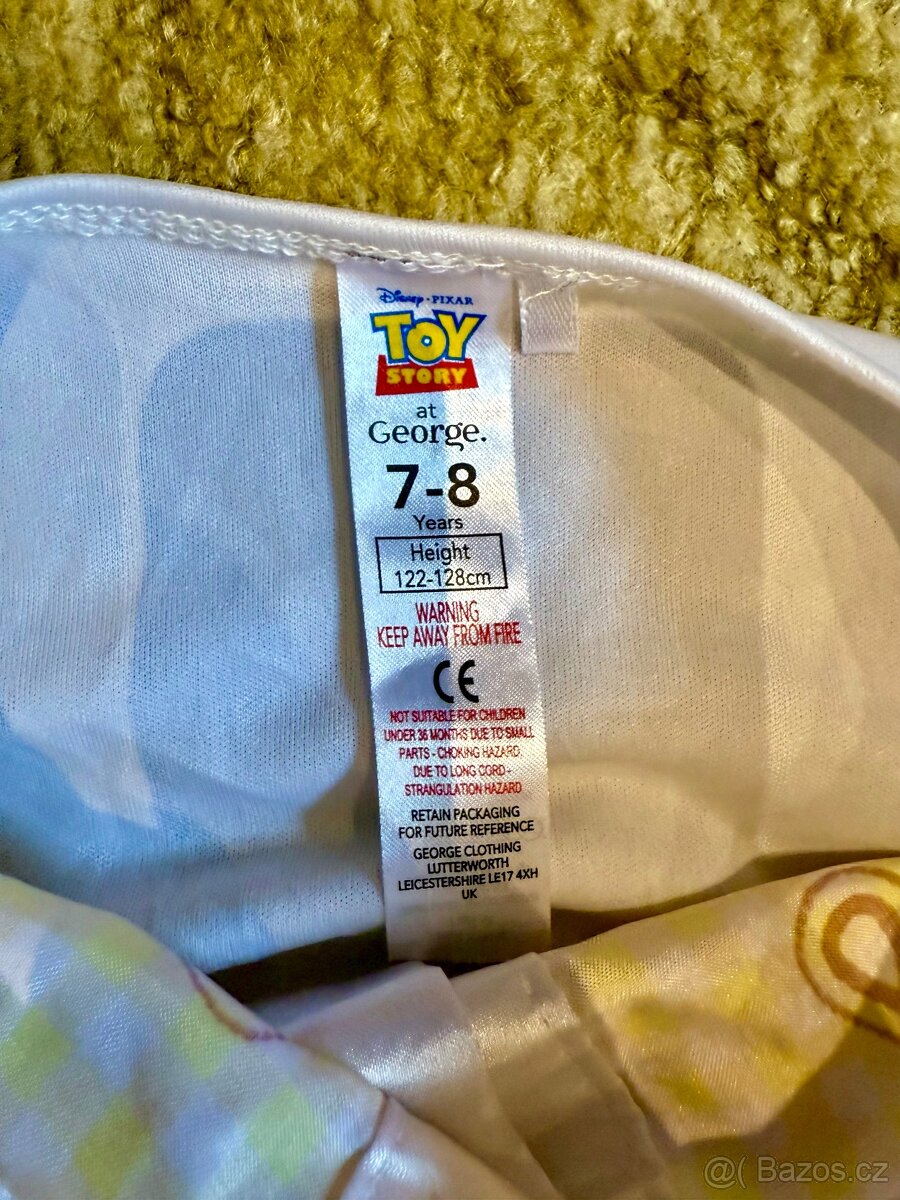 Disney · PIXAR
TOY
STORY
at
George.
7-8
Years
Height
122-128cm
WARNING
KEEP AWAY FROM FIRE
CE
NOT SUITABLE FOR CHILDREN
UNDER 36 MONTHS DUE TO SMALL
PARTS - CHOKING HAZARD.
DUE TO LONG CORD -
STRANGULATION HAZARD
RETAIN PACKAGING
FOR FUTURE REFERENCE
GEORGE CLOTHING
LUTTERWORTH
LEICESTERSHIRE LE17 4XH
UK
@( Bazos.cz